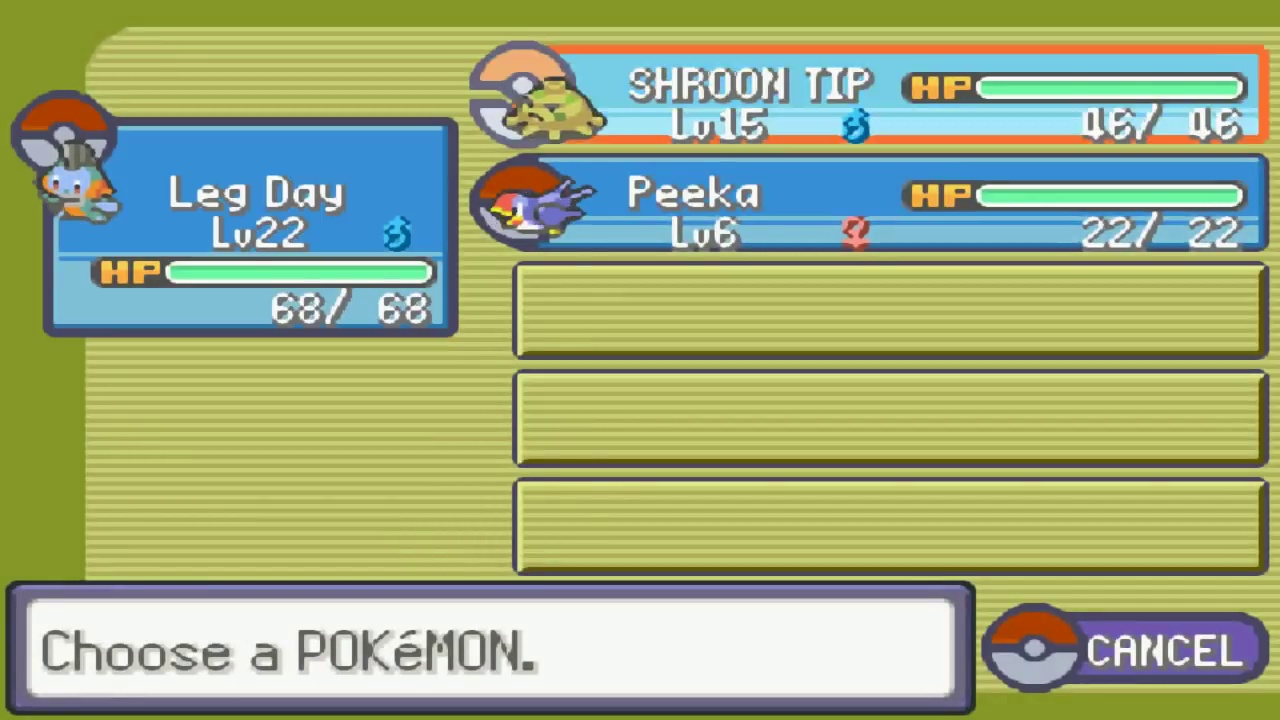 Leg Day
Lv22 ♂
HP
68/ 68
SHROON TIP HP
Lv15 ♂ 46/ 46
Peeka HP
Lv6 ♀ 22/ 22
Choose a POKéMON.
CANCEL